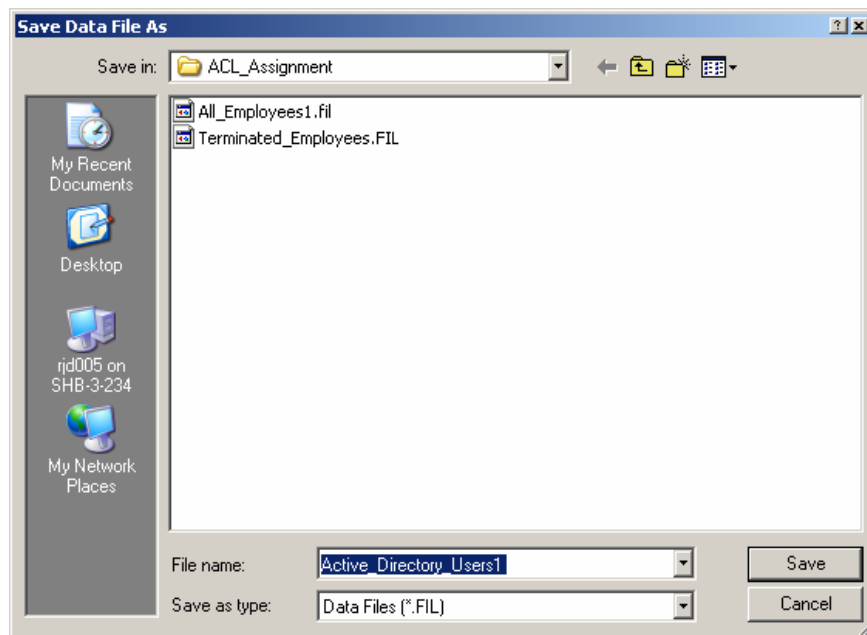 Save Data File As
Save in:
ACL_Assignment
All_Employees1.fil
Terminated_Employees.FIL
My Recent
Documents
Desktop
rjd005 on
SHB-3-234
My Network
Places
File name:
Active_Directory_Users1
Save
Save as type:
Data Files (*.FIL)
Cancel